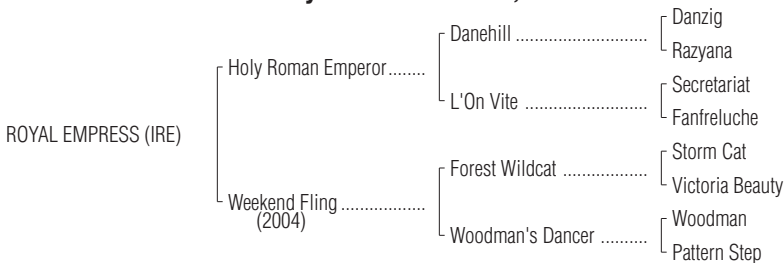 Danzig
Danehill ............................
Razyana
Holy Roman Emperor........
Secretariat
L'On Vite ..........................
Fanfreluche
ROYAL EMPRESS (IRE)
Storm Cat
Forest Wildcat ..................
Victoria Beauty
Weekend Fling ..................
(2004)
Woodman
Woodman's Dancer ..........
Pattern Step